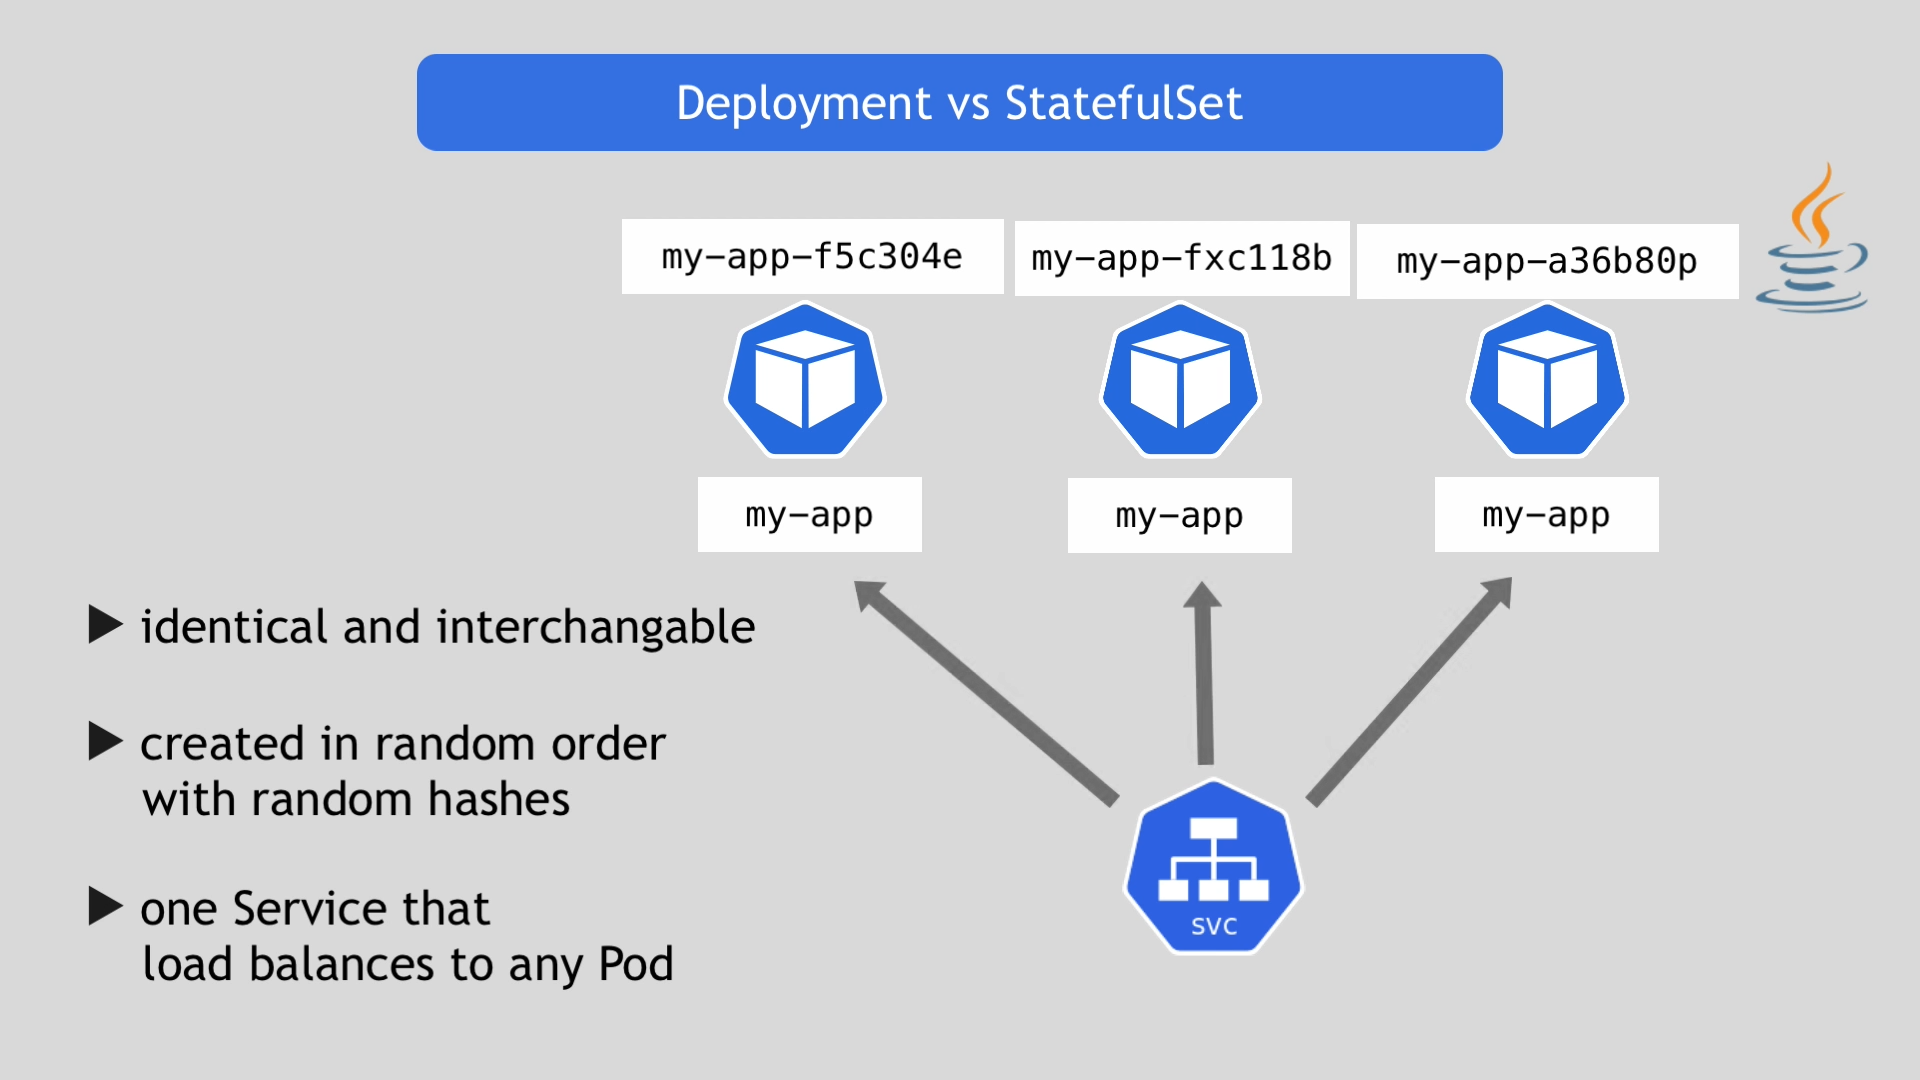 Deployment vs StatefulSet
my-app-f5c304e
my-app-fxc118b
my-app-a36b80p
my-app
my-app
my-app
identical and interchangable
created in random order
with random hashes
one Service that
load balances to any Pod
svc